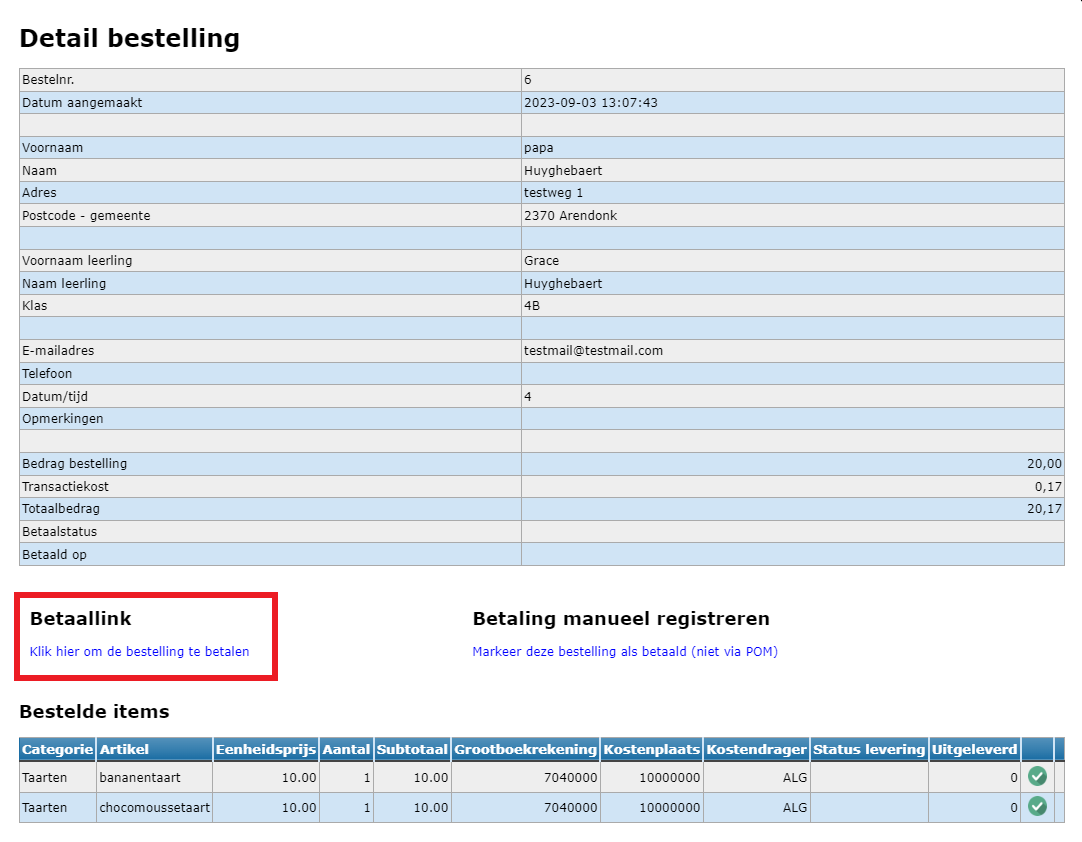 Detail bestelling
Bestelnr. 6
Datum aangemaakt 2023-09-03 13:07:43
Voornaam papa
Naam Huyghebaert
Adres testweg 1
Postcode - gemeente 2370 Arendonk
Voornaam leerling Grace
Naam leerling Huyghebaert
Klas 4B
E-mailadres testmail@testmail.com
Telefoon
Datum/tijd 4
Opmerkingen
Bedrag bestelling 20,00
Transactiekost 0,17
Totaalbedrag 20,17
Betaalstatus
Betaald op
Betaallink Betaling manueel registreren
Klik hier om de bestelling te betalen Markeer deze bestelling als betaald (niet via POM)
Bestelde items
Categorie Artikel Eenheidsprijs Aantal Subtotaal Grootboekrekening Kostenplaats Kostendrager Status levering Uitgeleverd
Taarten bananentaart 10.00 1 10.00 7040000 10000000 ALG 0
Taarten chocomoussetaart 10.00 1 10.00 7040000 10000000 ALG 0